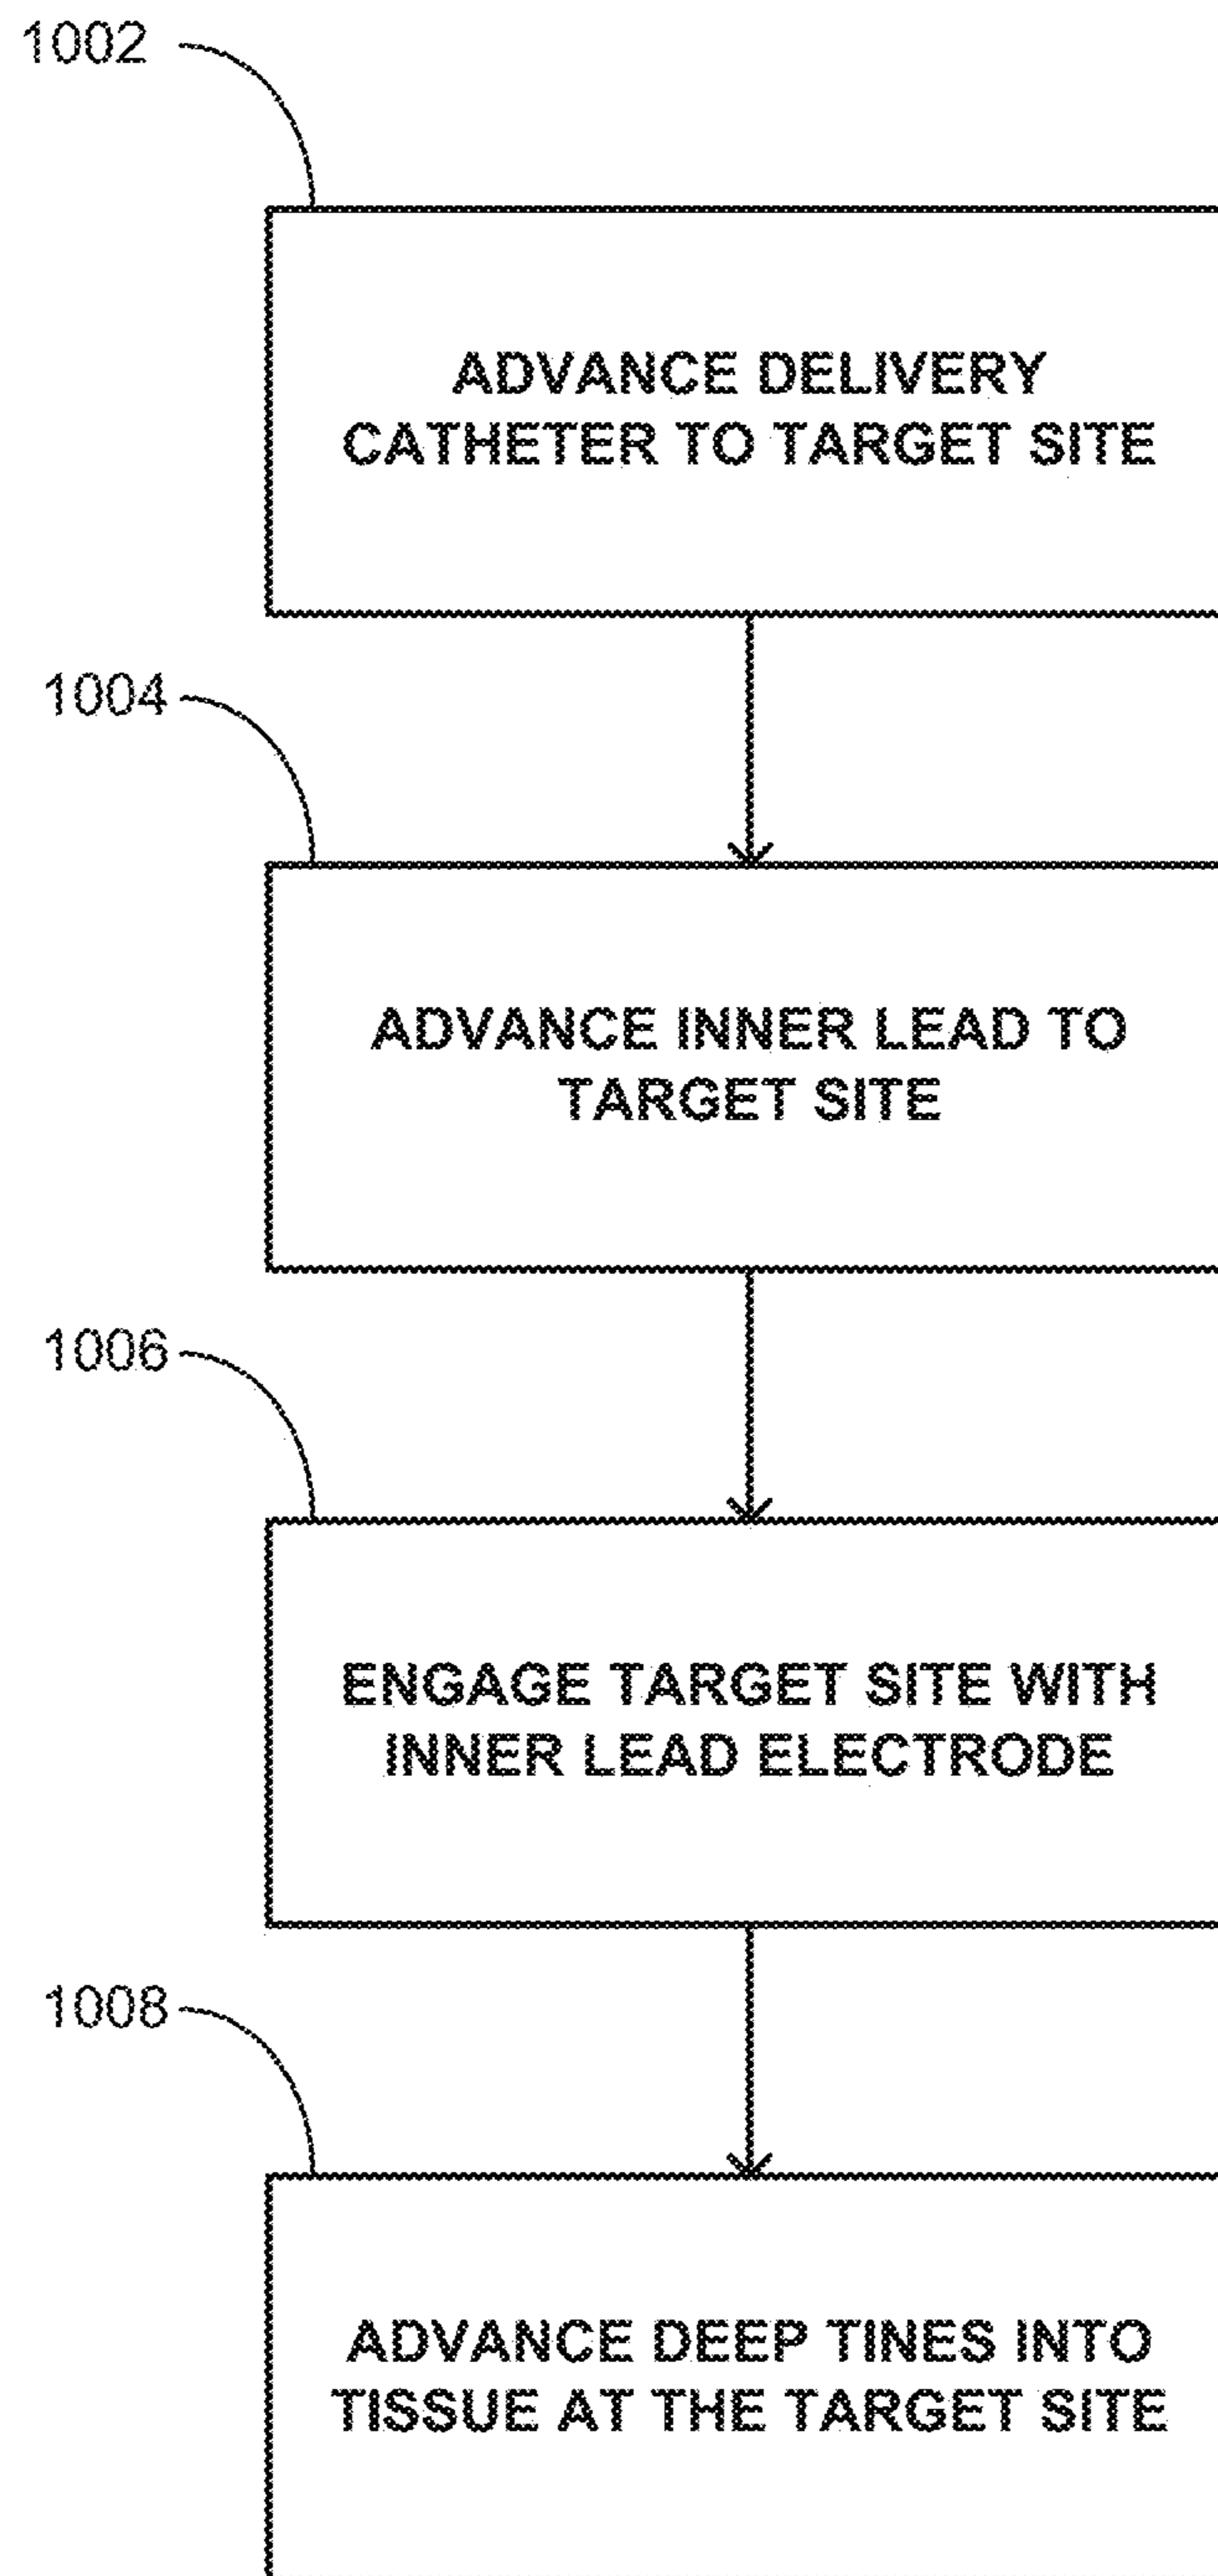 1002
ADVANCE DELIVERY
CATHETER TO TARGET SITE
1004
ADVANCE INNER LEAD TO
TARGET SITE
1006
ENGAGE TARGET SITE WITH
INNER LEAD ELECTRODE
1008
ADVANCE DEEP TINES INTO
TISSUE AT THE TARGET SITE